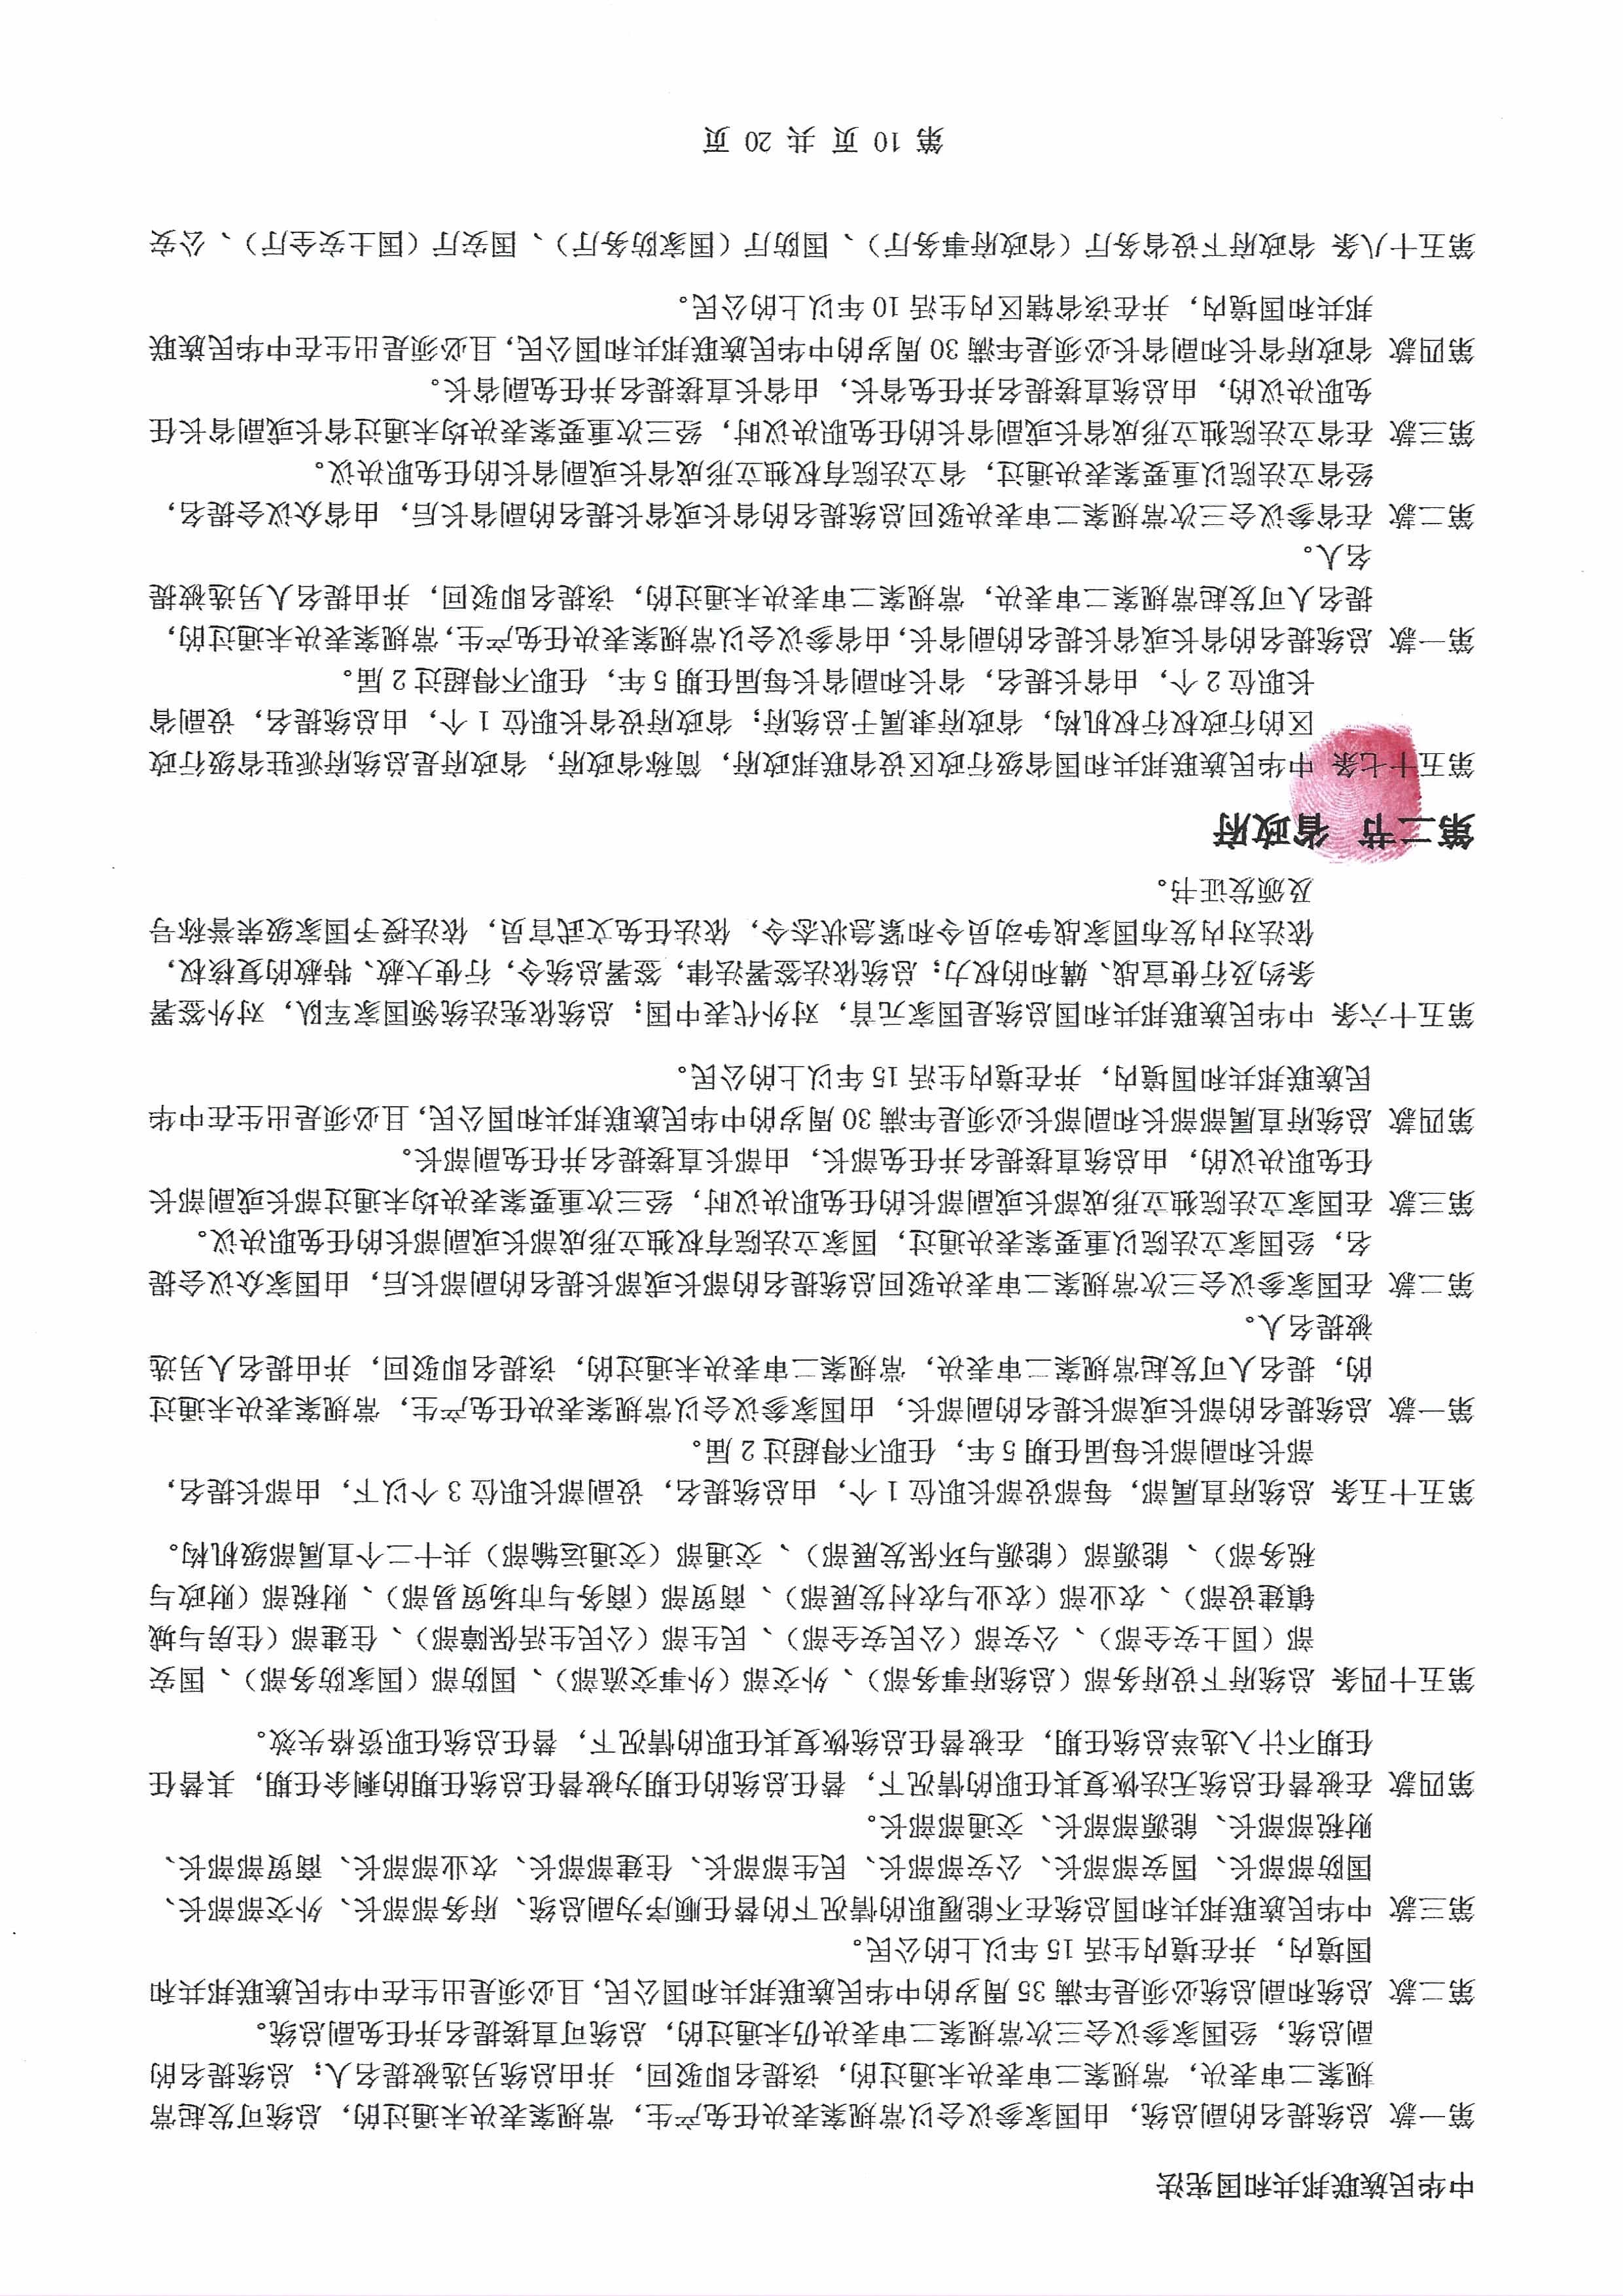 中华民族联邦共和国宪法
第一款 总统提名的副总统，由国家参议会以常规案表决任免产生，常规案表决未通过的，总统可发起常
规案二审表决，常规案二审表决未通过的，该提名即驳回，并由总统另选被提名人；总统提名的
副总统，经国家参议会三次常规案二审表决仍未通过的，总统可直接提名并任免副总统。
第二款 总统和副总统必须是年满 35 周岁的中华民族联邦共和国公民，且必须是出生在中华民族联邦共和
国境内，并在境内生活 15 年以上的公民。
第三款 中华民族联邦共和国总统在不能履职的情况下的替任顺序为副总统、府务部部长、外交部部长、
国防部部长、国安部部长、公安部部长、民生部部长、住建部部长、农业部部长、商贸部部长、
财税部部长、能源部部长、交通部部长。
第四款 在被替任总统无法恢复其任职的情况下，替任总统的任期为被替任总统任期的剩余任期，其替任
任期不计入选举总统任期，在被替任总统恢复其任职的情况下，替任总统任职资格失效。
第五十四条 总统府下设府务部（总统府事务部）、外交部（外事交流部）、国防部（国家防务部）、国安
部（国土安全部）、公安部（公民安全部）、民生部（公民生活保障部）、住建部（住房与城
镇建设部）、农业部（农业与农村发展部）、商贸部（商务与市场贸易部）、财税部（财政与
税务部）、能源部（能源与环保发展部）、交通部（交通运输部）共十二个直属部级机构。
第五十五条 总统府直属部，每部设部长职位 1 个，由总统提名，设副部长职位 3 个以下，由部长提名，
部长和副部长每届任期 5 年，任职不得超过 2 届。
第一款 总统提名的部长或部长提名的副部长，由国家参议会以常规案表决任免产生，常规案表决未通过
的，提名人可发起常规案二审表决，常规案二审表决未通过的，该提名即驳回，并由提名人另选
被提名人。
第二款 在国家参议会三次常规案二审表决驳回总统提名的部长或部长提名的副部长后，由国家众议会提
名，经国家立法院以重要案表决通过，国家立法院有权独立形成部长或副部长的任免职决议。
第三款 在国家立法院独立形成部长或副部长的任免职决议时，经三次重要案表决均未通过部长或副部长
任免职决议的，由总统直接提名并任免部长，由部长直接提名并任免副部长。
第四款 总统府直属部部长和副部长必须是年满 30 周岁的中华民族联邦共和国公民，且必须是出生在中华
民族联邦共和国境内，并在境内生活 15 年以上的公民。
第五十六条 中华民族联邦共和国总统是国家元首，对外代表中国；总统依宪法统领国家军队，对外签署
条约及行使宣战、媾和的权力；总统依法签署法律，签署总统令，行使大赦、特赦的复核权，
依法对内发布国家战争动员令和紧急状态令，依法任免文武官员，依法授予国家级荣誉称号
及颁发证书。
第二节 省政府
第五十七条 中华民族联邦共和国省级行政区设省联邦政府，简称省政府，省政府是总统府派驻省级行政
区的行政权行权机构，省政府隶属于总统府；省政府设省长职位 1 个，由总统提名，设副省
长职位 2 个，由省长提名，省长和副省长每届任期 5 年，任职不得超过 2 届。
第一款 总统提名的省长或省长提名的副省长，由省参议会以常规案表决任免产生，常规案表决未通过的，
提名人可发起常规案二审表决，常规案二审表决未通过的，该提名即驳回，并由提名人另选被提
名人。
第二款 在省参议会三次常规案二审表决驳回总统提名的省长或省长提名的副省长后，由省众议会提名，
经省立法院以重要案表决通过，省立法院有权独立形成省长或副省长的任免职决议。
第三款 在省立法院独立形成省长或副省长的任免职决议时，经三次重要案表决均未通过省长或副省长任
免职决议的，由总统直接提名并任免省长，由省长直接提名并任免副省长。
第四款 省政府省长和副省长必须是年满 30 周岁的中华民族联邦共和国公民，且必须是出生在中华民族联
邦共和国境内，并在该省辖区内生活 10 年以上的公民。
第五十八条 省政府下设省务厅（省政府事务厅）、国防厅（国家防务厅）、国安厅（国土安全厅）、公安
第 10 页 共 20 页